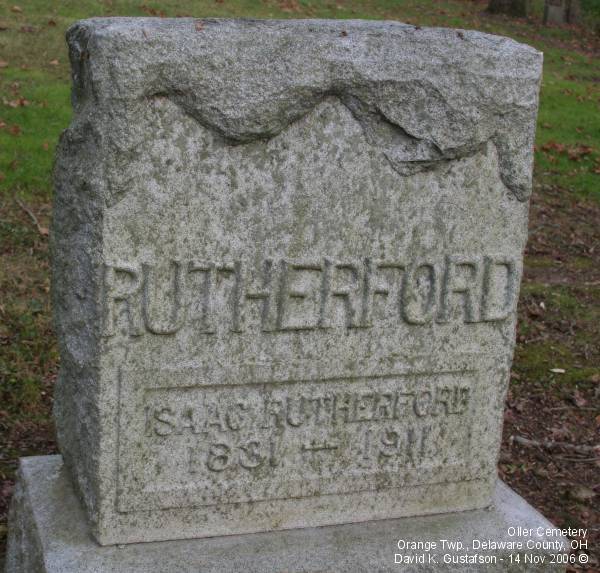 RUTHERFORD
ISAAC RUTHERFORD
1831 — 1911
Oller Cemetery
Orange Twp., Delaware County, OH
David K. Gustafson - 14 Nov 2006 ©